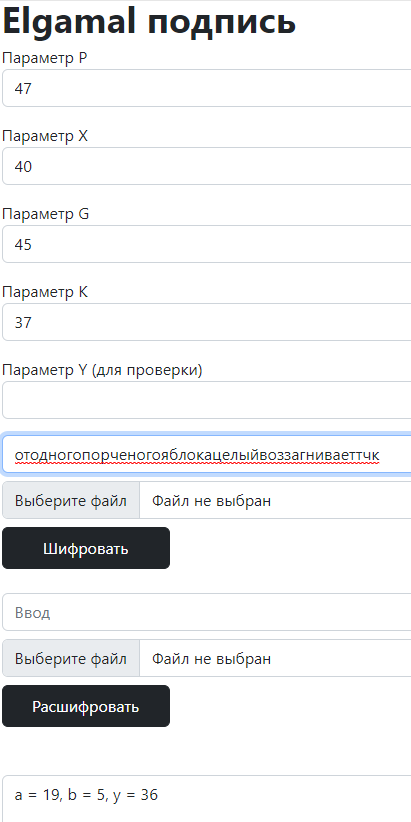 Elgamal подпись
Параметр P
47
Параметр X
40
Параметр G
45
Параметр K
37
Параметр Y (для проверки)
отодногопорченогояблокацелыйвоззагниваеттчк
Выберите файл Файл не выбран
Шифровать
Ввод
Выберите файл Файл не выбран
Расшифровать
a = 19, b = 5, y = 36